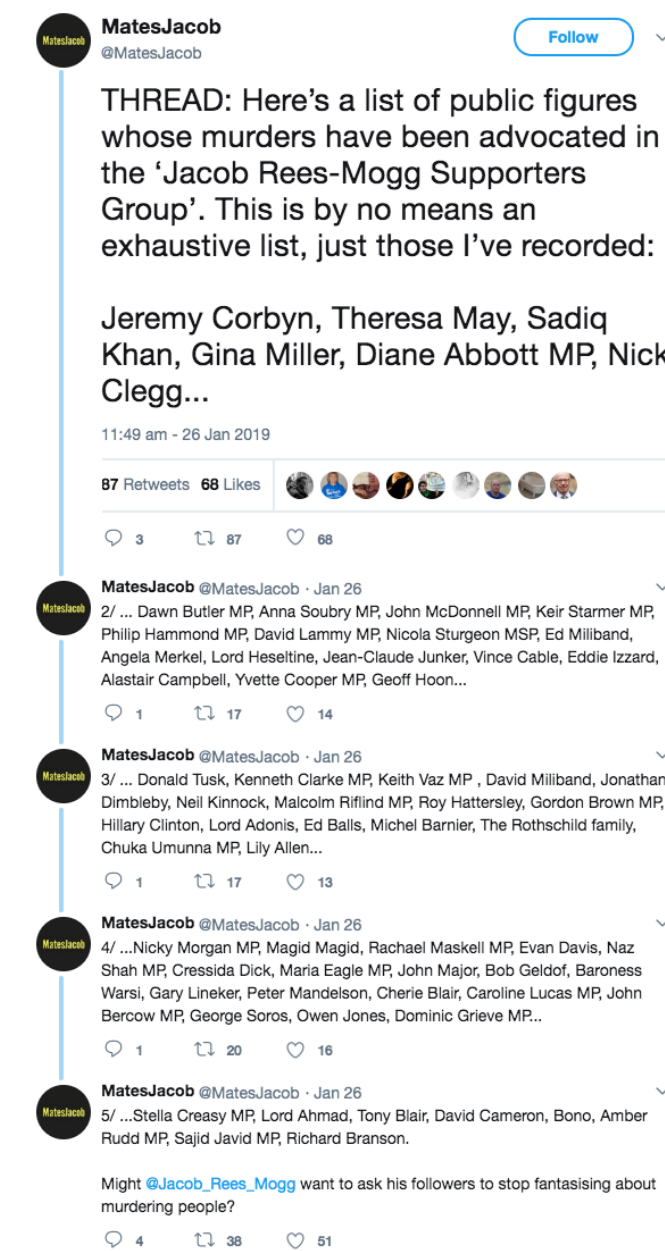 MatesJacob
MatesJacob
@MatesJacob
Follow
THREAD: Here's a list of public figures
whose murders have been advocated in
the ‘Jacob Rees-Mogg Supporters
Group’. This is by no means an
exhaustive list, just those I've recorded:
Jeremy Corbyn, Theresa May, Sadiq
Khan, Gina Miller, Diane Abbott MP, Nick
Clegg...
11:49 am - 26 Jan 2019
87 Retweets 68 Likes
3 87 68
MatesJacob
MatesJacob @MatesJacob · Jan 26
2/ ... Dawn Butler MP, Anna Soubry MP, John McDonnell MP, Keir Starmer MP,
Philip Hammond MP, David Lammy MP, Nicola Sturgeon MSP, Ed Miliband,
Angela Merkel, Lord Heseltine, Jean-Claude Junker, Vince Cable, Eddie Izzard,
Alastair Campbell, Yvette Cooper MP, Geoff Hoon...
1 17 14
MatesJacob
MatesJacob @MatesJacob · Jan 26
3/ ... Donald Tusk, Kenneth Clarke MP, Keith Vaz MP , David Miliband, Jonathan
Dimbleby, Neil Kinnock, Malcolm Riflind MP, Roy Hattersley, Gordon Brown MP,
Hillary Clinton, Lord Adonis, Ed Balls, Michel Barnier, The Rothschild family,
Chuka Umunna MP, Lily Allen...
1 17 13
MatesJacob
MatesJacob @MatesJacob · Jan 26
4/ ...Nicky Morgan MP, Magid Magid, Rachael Maskell MP, Evan Davis, Naz
Shah MP, Cressida Dick, Maria Eagle MP, John Major, Bob Geldof, Baroness
Warsi, Gary Lineker, Peter Mandelson, Cherie Blair, Caroline Lucas MP, John
Bercow MP, George Soros, Owen Jones, Dominic Grieve MP...
1 20 16
MatesJacob
MatesJacob @MatesJacob · Jan 26
5/ ...Stella Creasy MP, Lord Ahmad, Tony Blair, David Cameron, Bono, Amber
Rudd MP, Sajid Javid MP, Richard Branson.
Might @Jacob_Rees_Mogg want to ask his followers to stop fantasising about
murdering people?
4 38 51